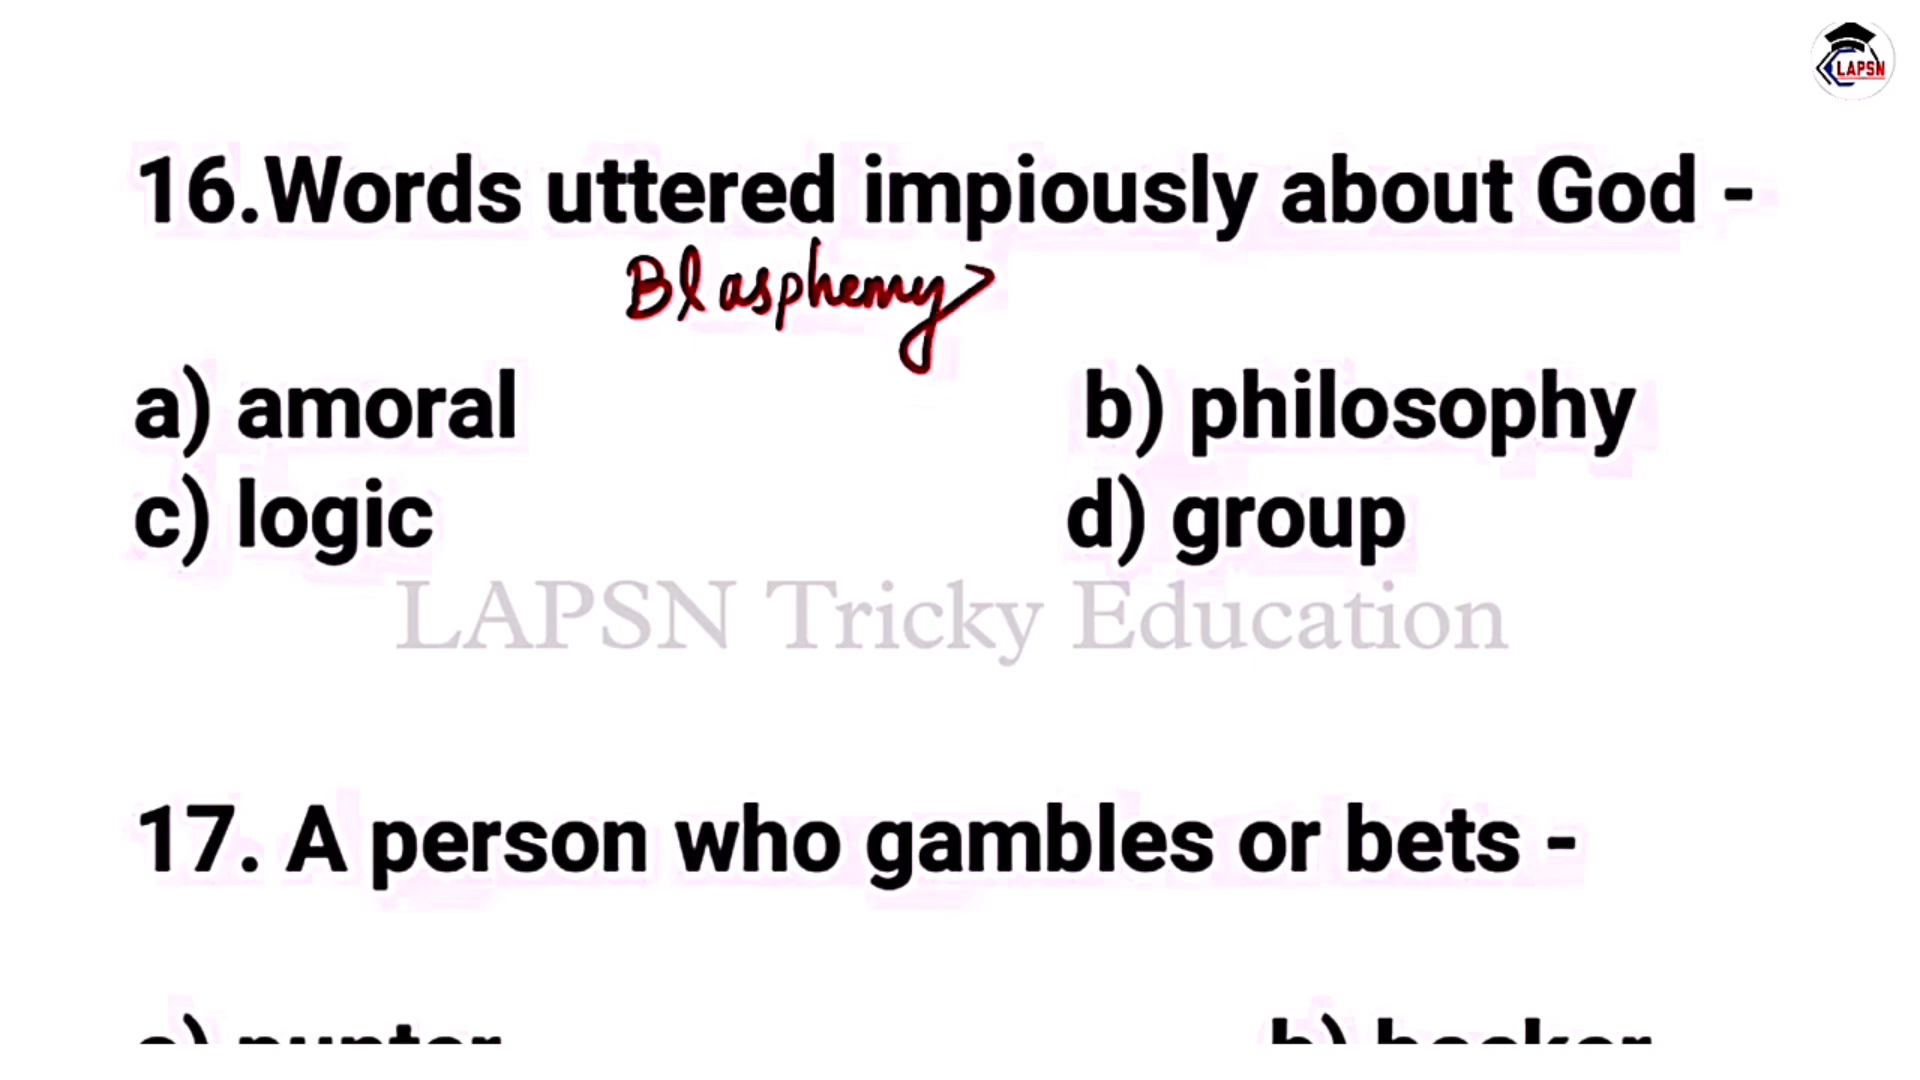 LAPSN
16.Words uttered impiously about God -
Blasphemy
a) amoral b) philosophy
c) logic d) group
LAPSN Tricky Education
17. A person who gambles or bets -
a) punter